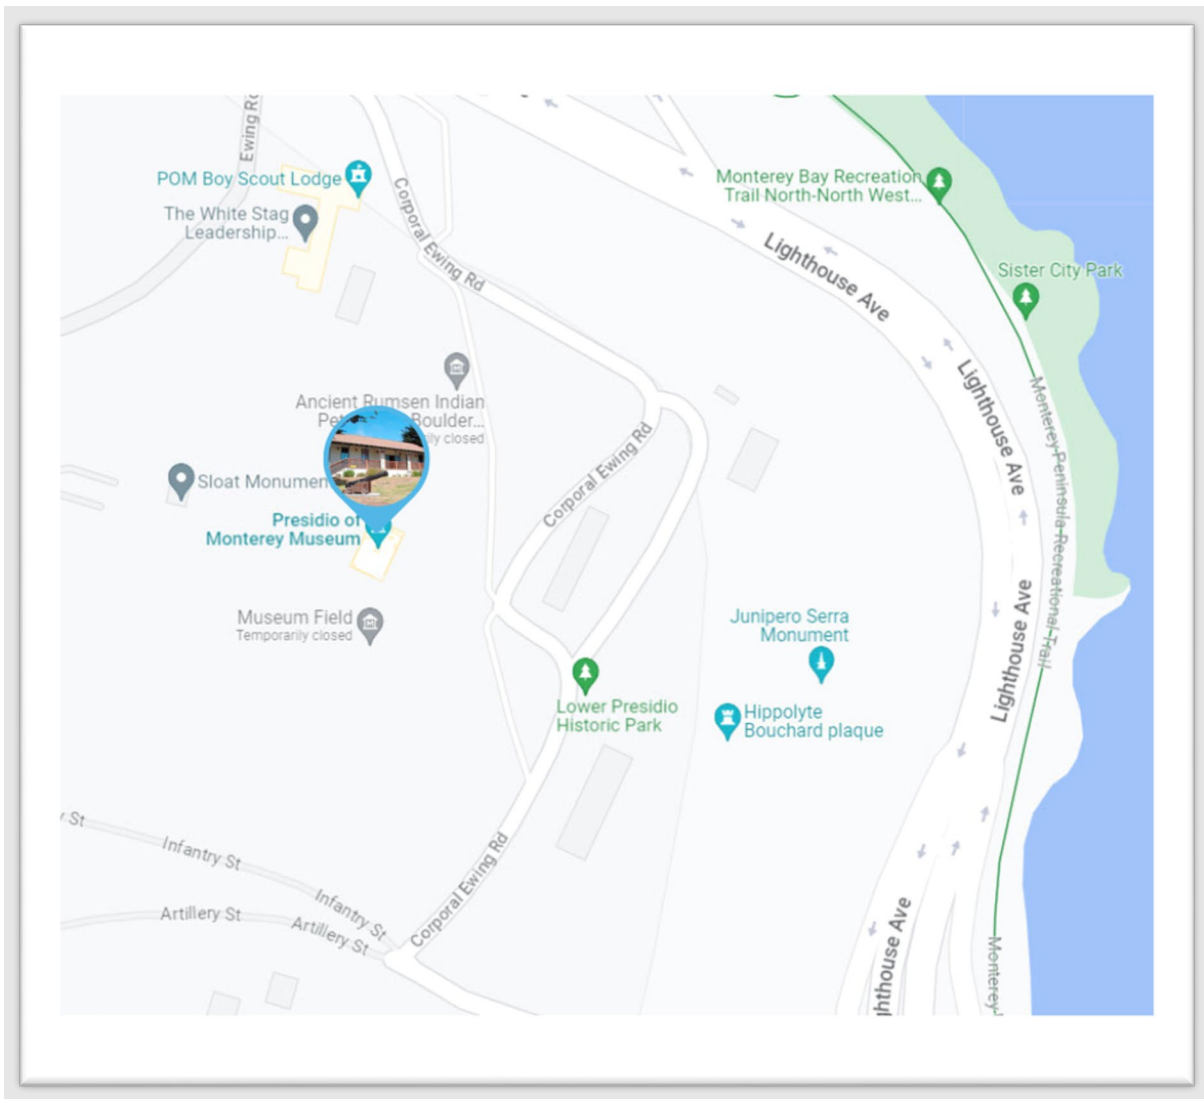 Ewing Rd
POM Boy Scout Lodge
The White Stag
Leadership...
Corporal Ewing Rd
Monterey Bay Recreation
Trail North-North West...
Lighthouse Ave
Sister City Park
Lighthouse Ave
Monterey Peninsula Recreational Trail
Ancient Rumsen Indian
Boulder...
closed
Corporal Ewing Rd
Sloat Monumen
Presidio of
Monterey Museum
Museum Field
Temporarily closed
Junipero Serra
Monument
Lighthouse Ave
Lower Presidio
Historic Park
Hippolyte
Bouchard plaque
St
Infantry St
Corporal Ewing Rd
Infantry St
Artillery St
Artillery St
hthouse Ave
Monterey